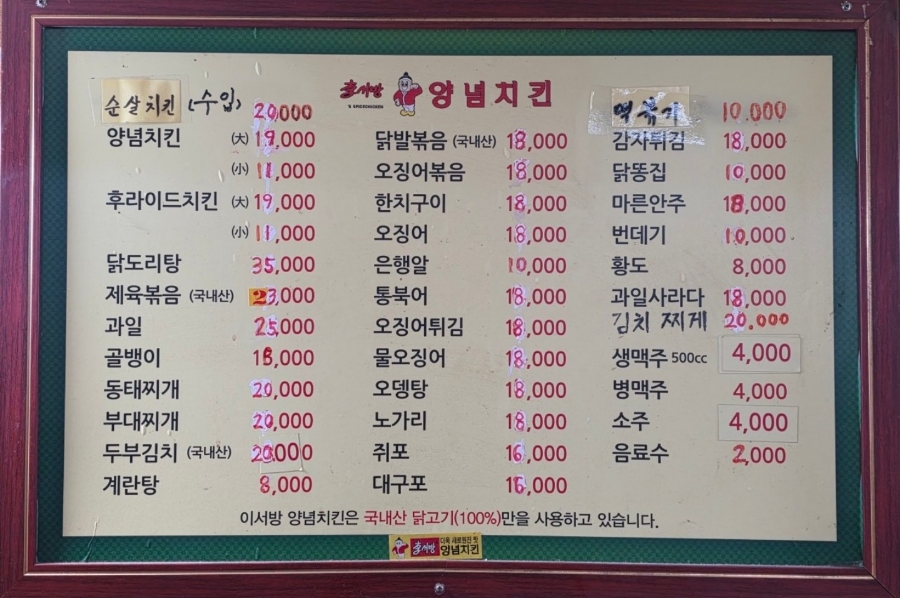 양념치킨
순살치킨 (수입) 20,000
양념치킨 (大) 19,000
(小) 11,000
후라이드치킨 (大) 19,000
(小) 11,000
닭도리탕 35,000
제육볶음 (국내산) 23,000
과일 25,000
골뱅이 18,000
동태찌개 20,000
부대찌개 20,000
두부김치 (국내산) 20,000
계란탕 8,000
닭발볶음 (국내산) 18,000
오징어볶음 18,000
한치구이 18,000
오징어 18,000
은행알 10,000
통북어 18,000
오징어튀김 18,000
물오징어 18,000
오뎅탕 18,000
노가리 18,000
쥐포 16,000
대구포 16,000
떡볶기 10,000
감자튀김 18,000
닭똥집 10,000
마른안주 18,000
번데기 10,000
황도 8,000
과일사라다 18,000
김치 찌게 20,000
생맥주 500cc 4,000
병맥주 4,000
소주 4,000
음료수 2,000
이서방 양념치킨은 국내산 닭고기(100%)만을 사용하고 있습니다.
양념치킨